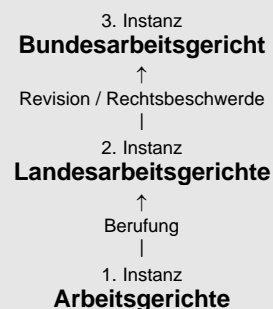 3. Instanz
Bundesarbeitsgericht
↑
Revision / Rechtsbeschwerde
|
2. Instanz
Landesarbeitsgerichte
↑
Berufung
|
1. Instanz
Arbeitsgerichte